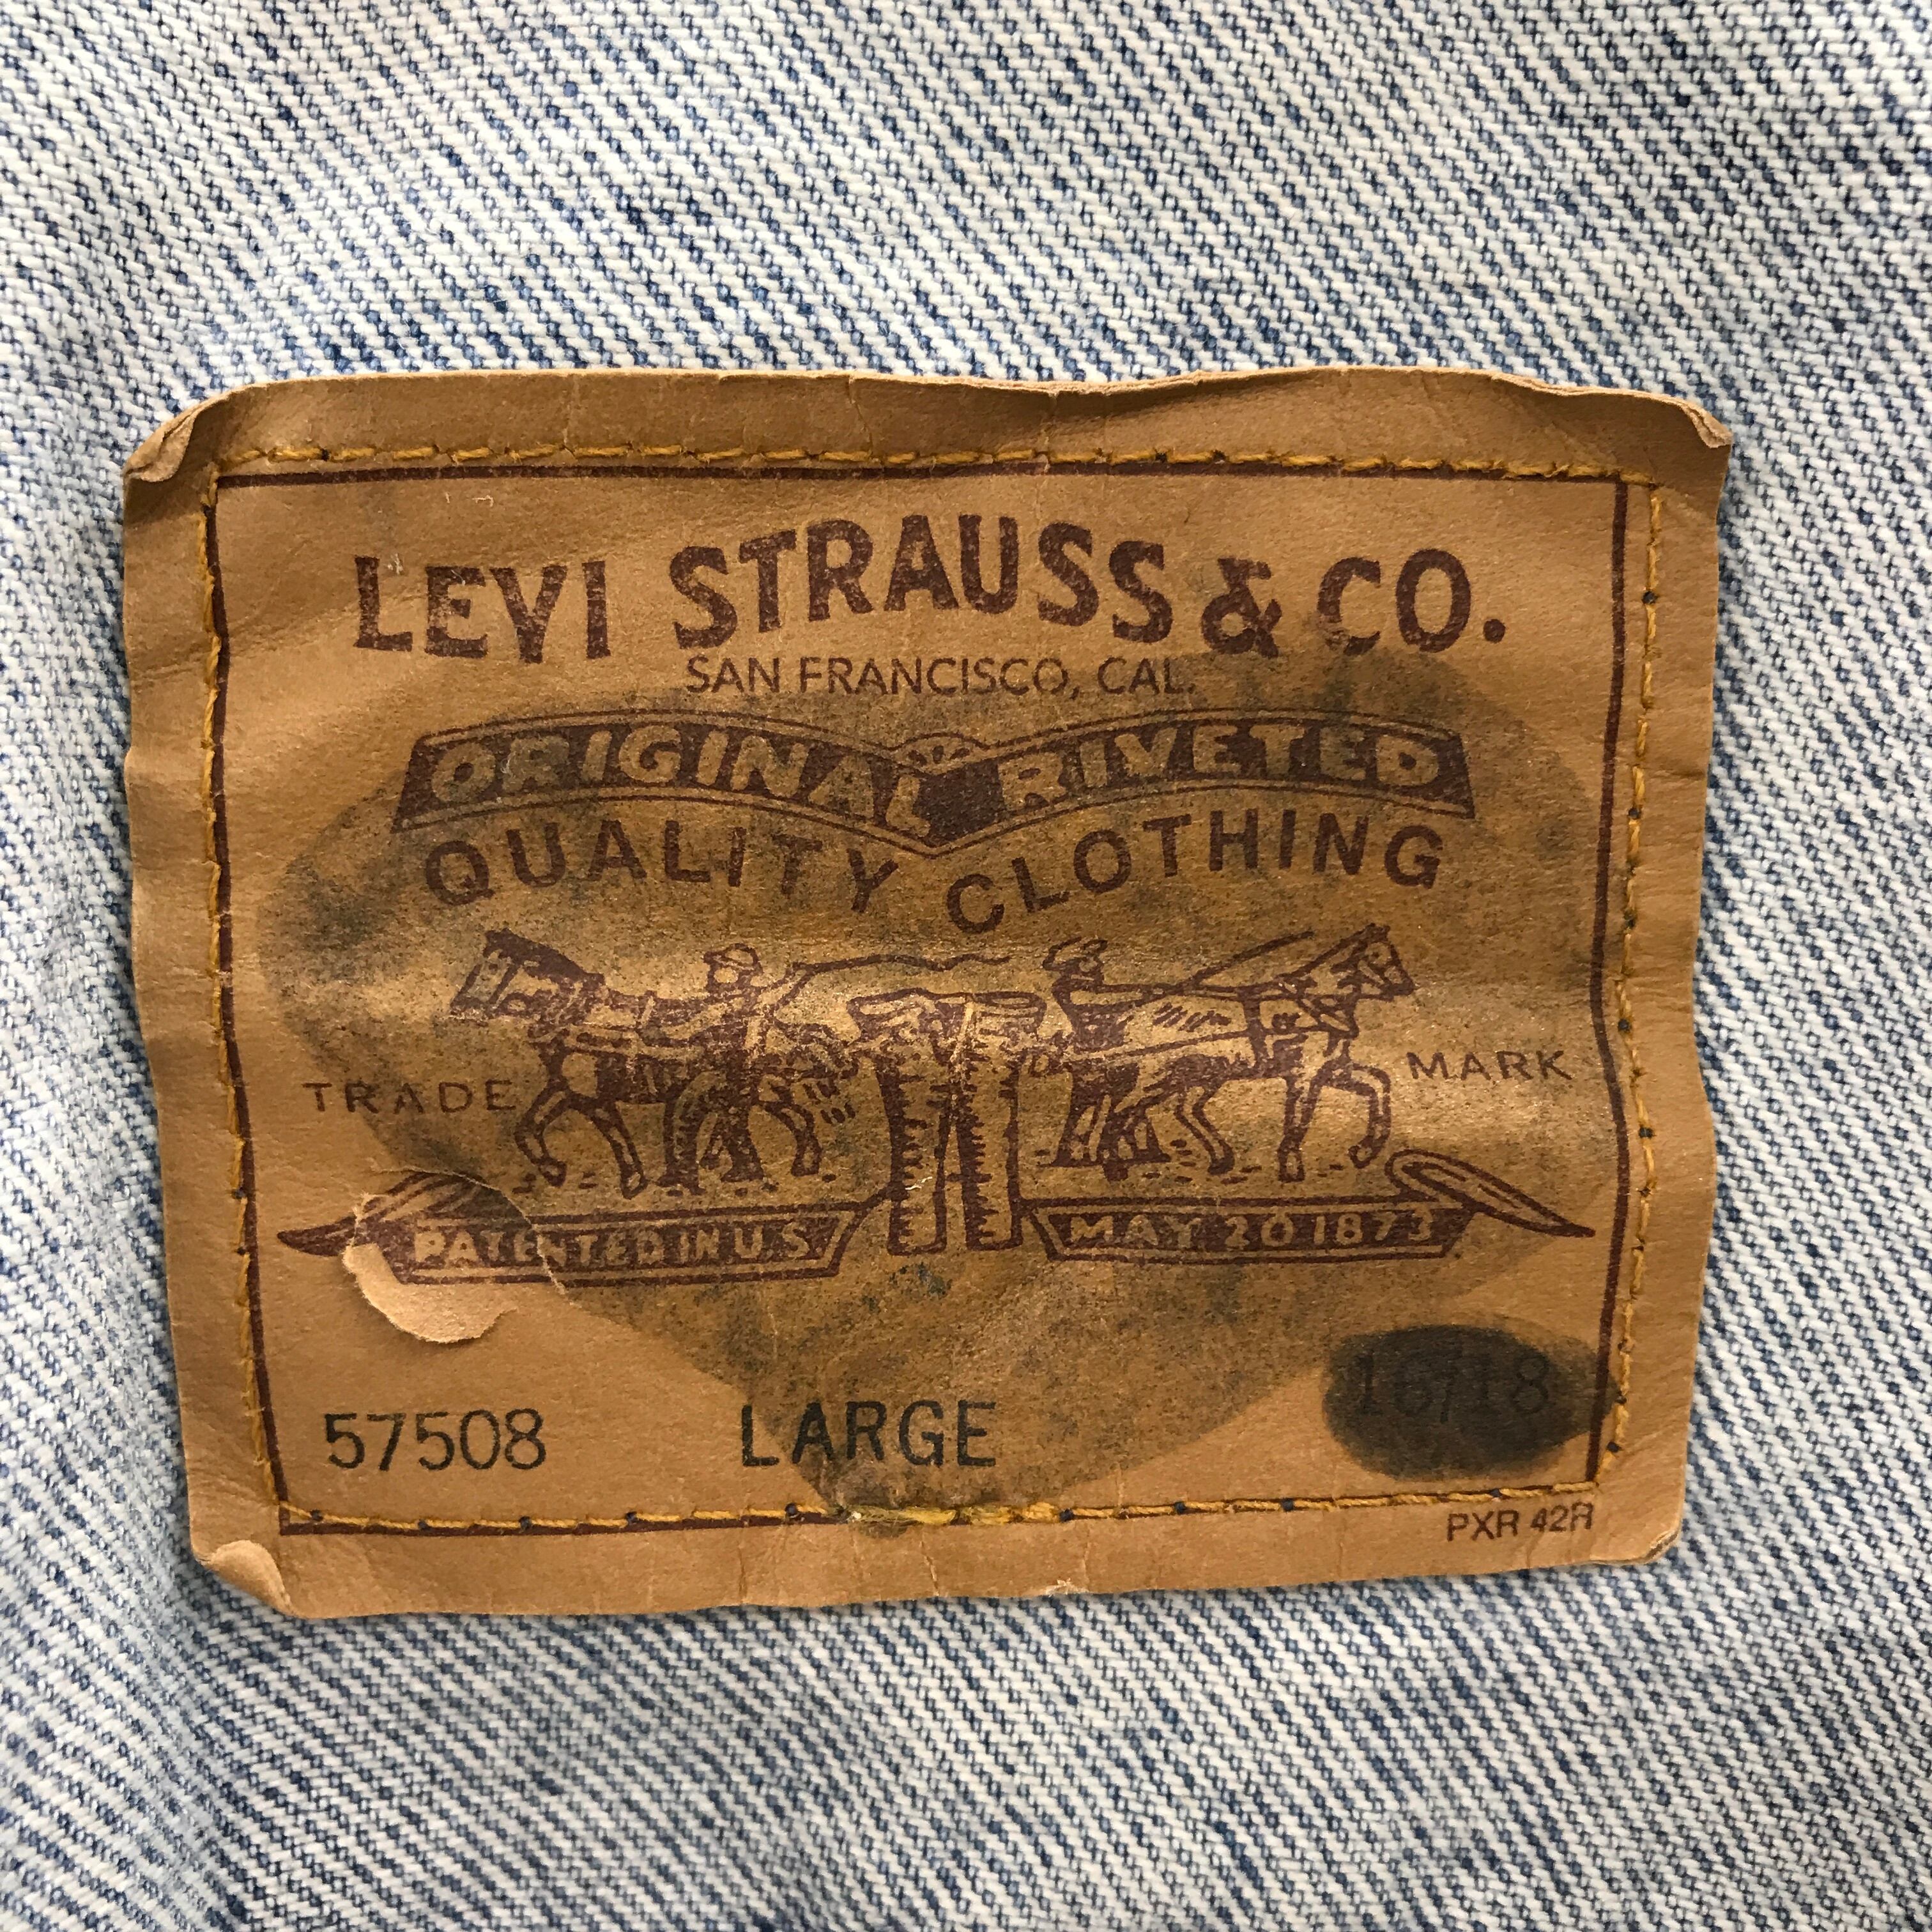 LEVI STRAUSS & CO.
SAN FRANCISCO, CAL.
ORIGINAL RIVETED
QUALITY CLOTHING
TRADE MARK
PATENTED IN U S MAY 20 1873
57508 LARGE 16/18
PXR 42R